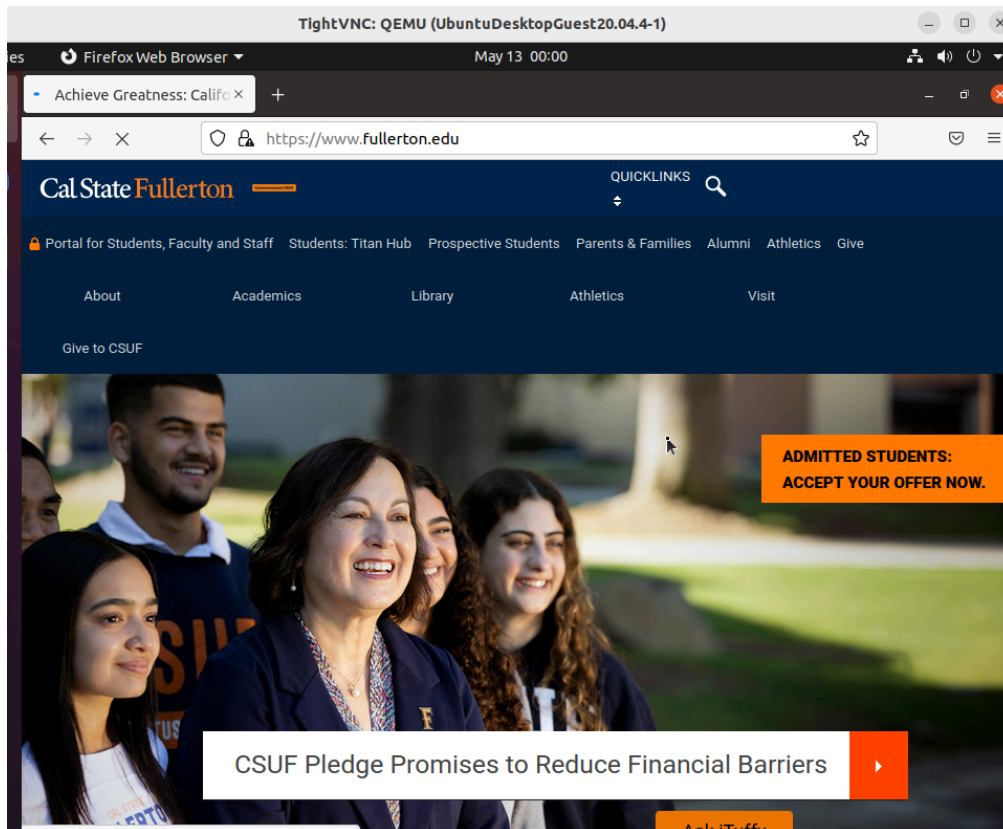 TightVNC: QEMU (UbuntuDesktopGuest20.04.4-1)
ies Firefox Web Browser May 13 00:00
Achieve Greatness: Califo
https://www.fullerton.edu
Cal State Fullerton
QUICKLINKS
Portal for Students, Faculty and Staff Students: Titan Hub Prospective Students Parents & Families Alumni Athletics Give
About Academics Library Athletics Visit
Give to CSUF
ADMITTED STUDENTS:
ACCEPT YOUR OFFER NOW.
CSUF Pledge Promises to Reduce Financial Barriers
Ask iTuffy